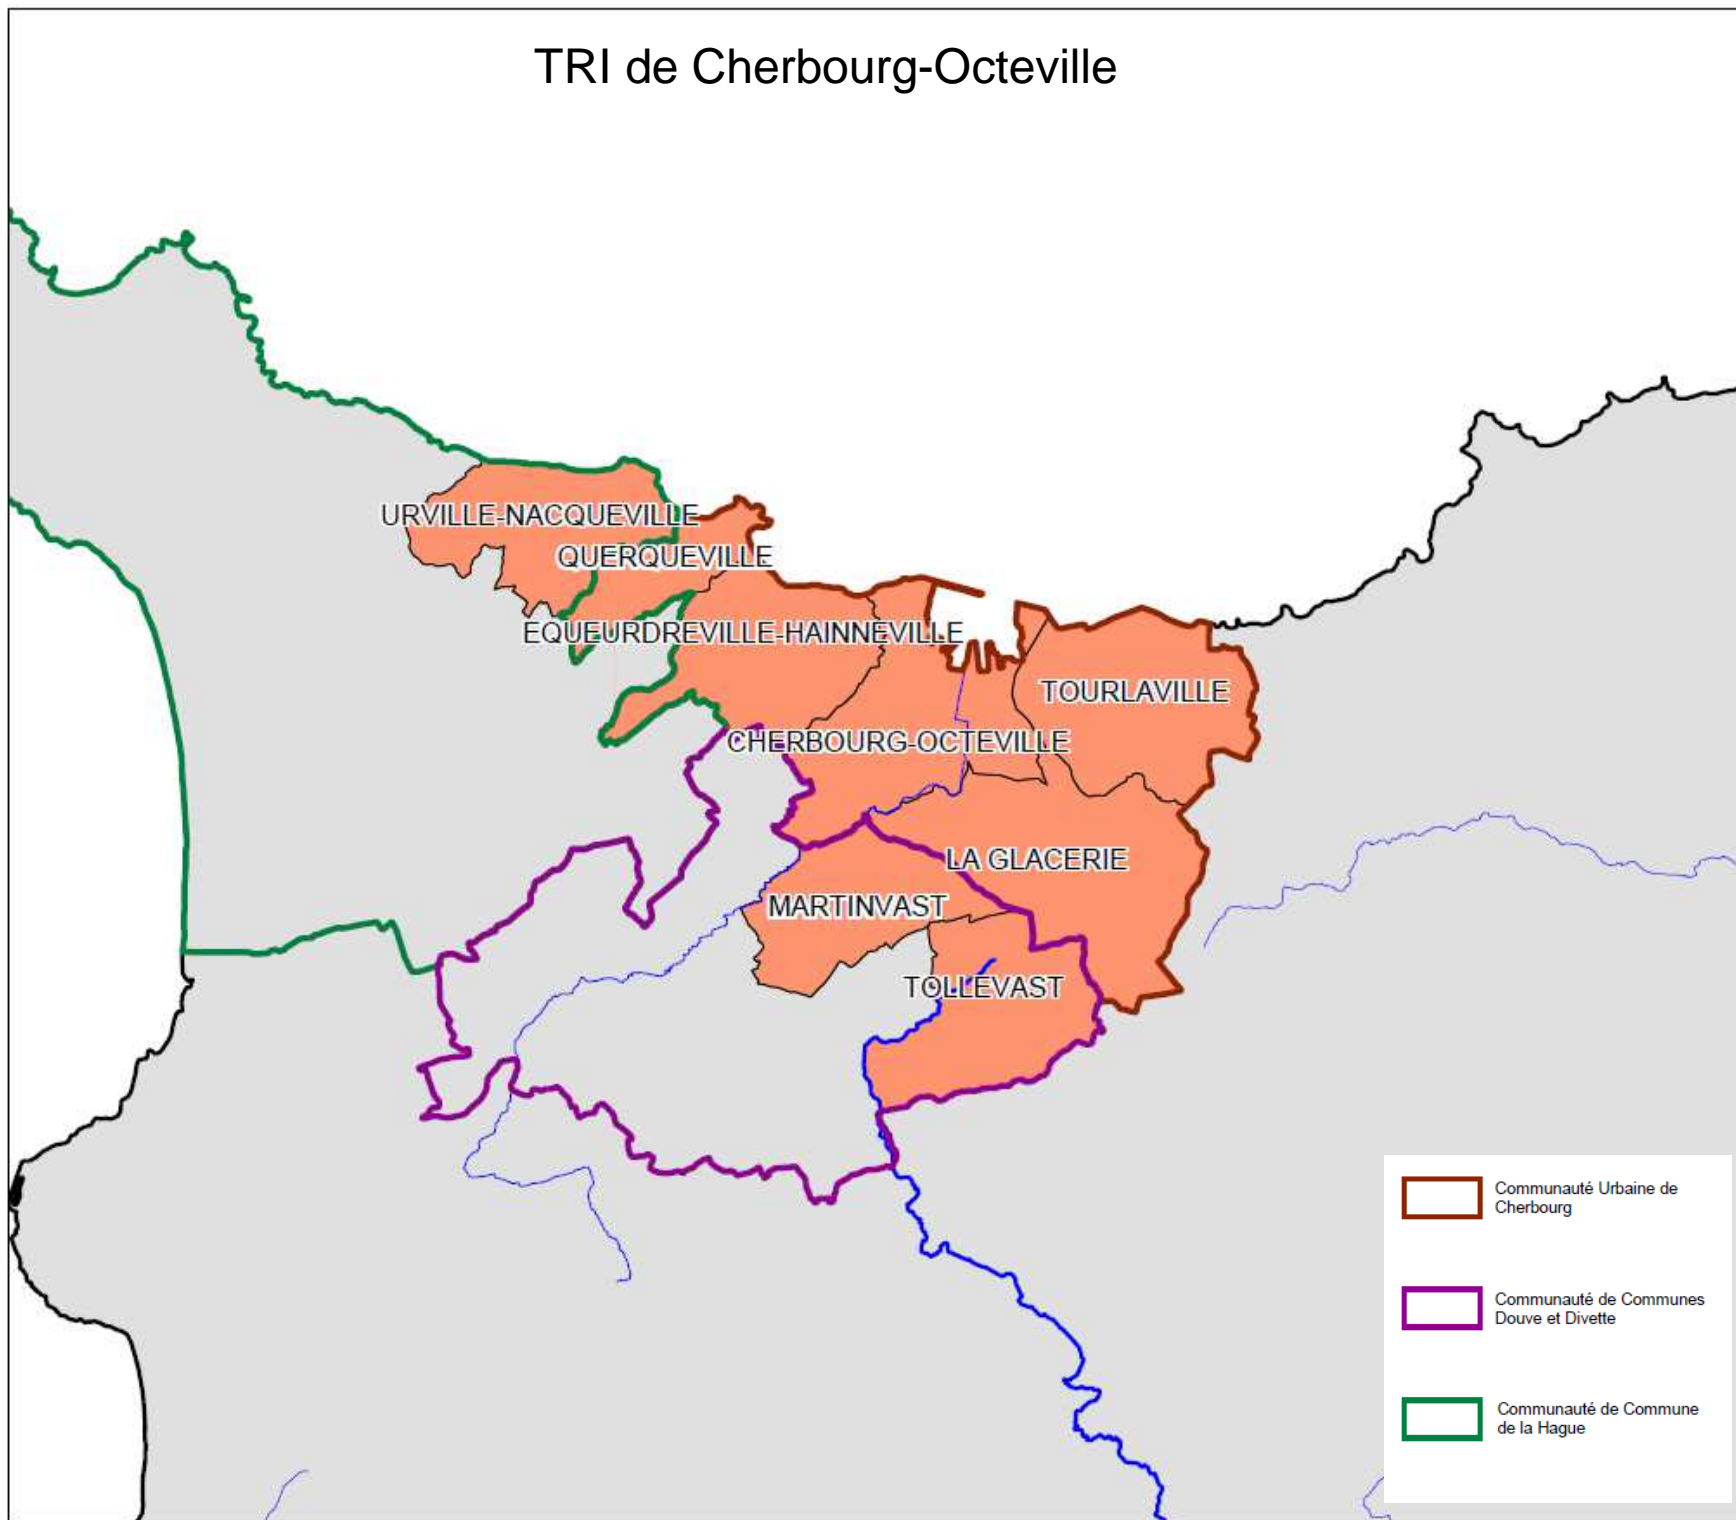 TRI de Cherbourg-Octeville
URVILLE-NACQUEVILLE
QUERQUEVILLE
EQUEURDREVILLE-HAINNEVILLE
TOURLAVILLE
CHERBOURG-OCTEVILLE
LA GLACERIE
MARTINVAST
TOLLEVAST
Communauté Urbaine de
Cherbourg
Communauté de Communes
Douve et Divette
Communauté de Commune
de la Hague